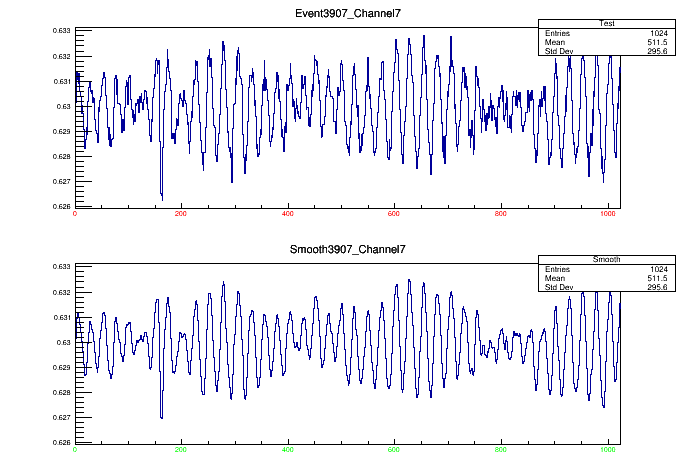 Event3907_Channel7
Test
Entries 1024
Mean 511.5
Std Dev 295.6
0.633
0.632
0.631
0.63
0.629
0.628
0.627
0.626
0 200 400 600 800 1000
Smooth3907_Channel7
Smooth
Entries 1024
Mean 511.5
Std Dev 295.6
0.633
0.632
0.631
0.63
0.629
0.628
0.627
0.626
0 200 400 600 800 1000